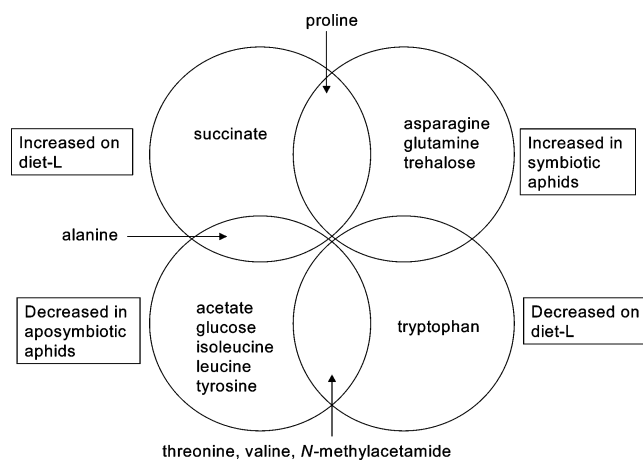 proline
succinate
asparagine
glutamine
trehalose
Increased on
diet-L
Increased in
symbiotic
aphids
alanine
Decreased in
aposymbiotic
aphids
acetate
glucose
isoleucine
leucine
tyrosine
tryptophan
Decreased on
diet-L
threonine, valine, N-methylacetamide